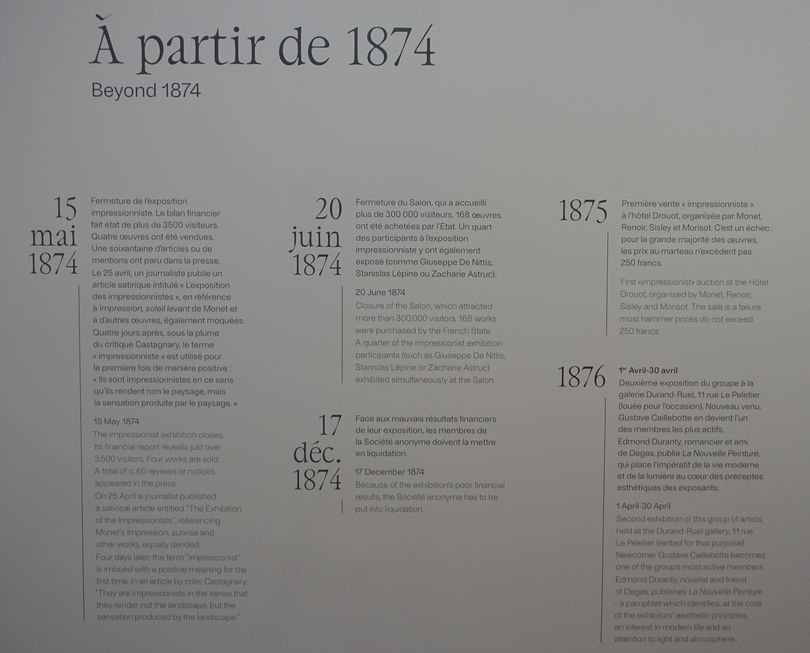 À partir de 1874
Beyond 1874
15
mai
1874
Fermeture de l'exposition
impressionniste. Le bilan financier
fait état de plus de 3500 visiteurs.
Quatre œuvres ont été vendues.
Une soixantaine d'articles ou de
mentions ont paru dans la presse.
Le 25 avril, un journaliste publie un
article satirique intitulé « L'exposition
des impressionnistes », en référence
à Impression, soleil levant de Monet et
à d'autres œuvres, également moquées.
Quatre jours après, sous la plume
du critique Castagnary, le terme
« impressionniste » est utilisé pour
la première fois de manière positive :
« Ils sont impressionnistes en ce sens
qu'ils rendent non le paysage, mais
la sensation produite par le paysage. »
15 May 1874
The impressionist exhibition closes.
Its financial report reveals just over
3,500 visitors. Four works are sold.
A total of c. 60 reviews or notices
appeared in the press.
On 25 April a journalist published
a satirical article entitled "The Exhibition
of the Impressionists", referencing
Monet's Impression, sunrise and
other works, equally derided.
Four days later, the term "impressionist"
is imbued with a positive meaning for the
first time, in an article by critic Castagnary:
"They are impressionists in the sense that
they render not the landscape, but the
sensation produced by the landscape."
20
juin
1874
Fermeture du Salon, qui a accueilli
plus de 300 000 visiteurs. 168 œuvres
ont été achetées par l'Etat. Un quart
des participants à l'exposition
impressionniste y ont également
exposé (comme Giuseppe De Nittis,
Stanislas Lépine ou Zacharie Astruc).
20 June 1874
Closure of the Salon, which attracted
more than 300,000 visitors. 168 works
were purchased by the French State.
A quarter of the impressionist exhibition
participants (such as Giuseppe De Nittis,
Stanislas Lépine or Zacharie Astruc)
exhibited simultaneously at the Salon.
17
déc.
1874
Face aux mauvais résultats financiers
de leur exposition, les membres de
la Société anonyme doivent la mettre
en liquidation.
17 December 1874
Because of the exhibition's poor financial
results, the Société anonyme has to be
put into liquidation.
1875
Première vente « impressionniste »
à l'hôtel Drouot, organisée par Monet,
Renoir, Sisley et Morisot. C'est un échec :
pour la grande majorité des œuvres,
les prix au marteau n'excèdent pas
250 francs.
First «impressionist» auction at the Hôtel
Drouot, organised by Monet, Renoir,
Sisley and Morisot. The sale is a failure:
most hammer prices do not exceed
250 francs.
1876
1er Avril-30 avril
Deuxième exposition du groupe à la
galerie Durand-Ruel, 11 rue Le Peletier
(louée pour l'occasion). Nouveau venu,
Gustave Caillebotte en devient l'un
des membres les plus actifs.
Edmond Duranty, romancier et ami
de Degas, publie La Nouvelle Peinture,
qui place l'impératif de la vie moderne
et de la lumière au cœur des préceptes
esthétiques des exposants.
1 April-30 April
Second exhibition of this group of artists,
held at the Durand-Ruel gallery, 11 rue
Le Peletier (rented for that purpose).
Newcomer Gustave Caillebotte becomes
one of the group's most active members.
Edmond Duranty, novelist and friend
of Degas, publishes La Nouvelle Peinture
- a pamphlet which identifies, at the core
of the exhibitors' aesthetic principles,
an interest in modern life and an
attention to light and atmosphere.